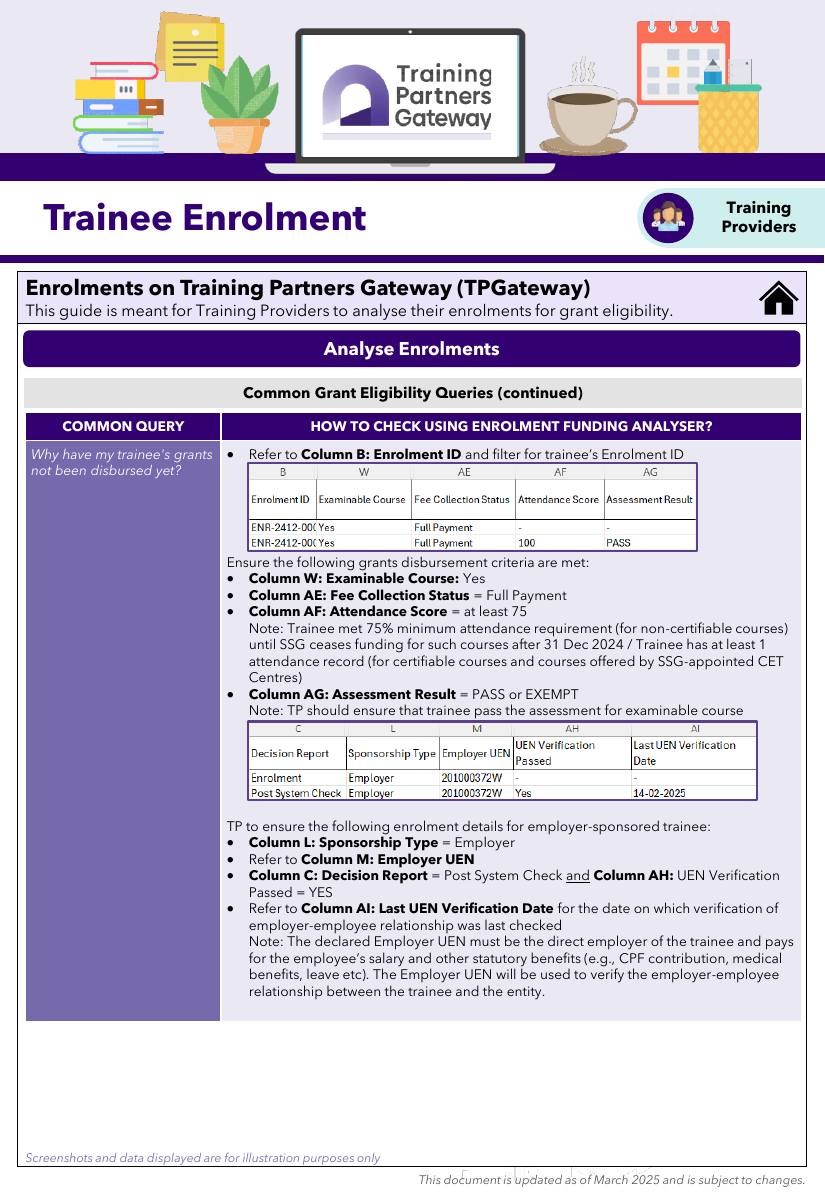 Training
Partners
Gateway
Trainee Enrolment
Training
Providers
Enrolments on Training Partners Gateway (TPGateway)
This guide is meant for Training Providers to analyse their enrolments for grant eligibility.
Analyse Enrolments
Common Grant Eligibility Queries (continued)
COMMON QUERY
HOW TO CHECK USING ENROLMENT FUNDING ANALYSER?
Why have my trainee's grants
not been disbursed yet?
• Refer to Column B: Enrolment ID and filter for trainee's Enrolment ID
B W AE AF AG
Enrolment ID Examinable Course Fee Collection Status Attendance Score Assessment Result
ENR-2412-00( Yes Full Payment - -
ENR-2412-00( Yes Full Payment 100 PASS
Ensure the following grants disbursement criteria are met:
• Column W: Examinable Course: Yes
• Column AE: Fee Collection Status = Full Payment
• Column AF: Attendance Score = at least 75
Note: Trainee met 75% minimum attendance requirement (for non-certifiable courses)
until SSG ceases funding for such courses after 31 Dec 2024 / Trainee has at least 1
attendance record (for certifiable courses and courses offered by SSG-appointed CET
Centres)
• Column AG: Assessment Result = PASS or EXEMPT
Note: TP should ensure that trainee pass the assessment for examinable course
C L M AH AI
Decision Report Sponsorship Type Employer UEN UEN Verification Passed Last UEN Verification Date
Enrolment Employer 201000372W - -
Post System Check Employer 201000372W Yes 14-02-2025
TP to ensure the following enrolment details for employer-sponsored trainee:
• Column L: Sponsorship Type = Employer
• Refer to Column M: Employer UEN
• Column C: Decision Report = Post System Check and Column AH: UEN Verification
Passed = YES
• Refer to Column AI: Last UEN Verification Date for the date on which verification of
employer-employee relationship was last checked
Note: The declared Employer UEN must be the direct employer of the trainee and pays
for the employee's salary and other statutory benefits (e.g., CPF contribution, medical
benefits, leave etc). The Employer UEN will be used to verify the employer-employee
relationship between the trainee and the entity.
Screenshots and data displayed are for illustration purposes only
This document is updated as of March 2025 and is subject to changes.